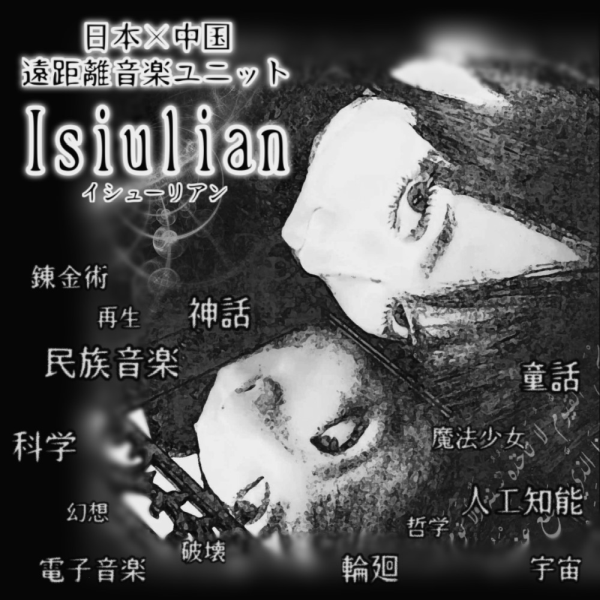 日本×中国
遠距離音楽ユニット
Isiulian
イシューリアン
錬金術
再生
神話
民族音楽
童話
科学
魔法少女
人工知能
幻想
哲学
破壊
電子音楽
輪廻
宇宙